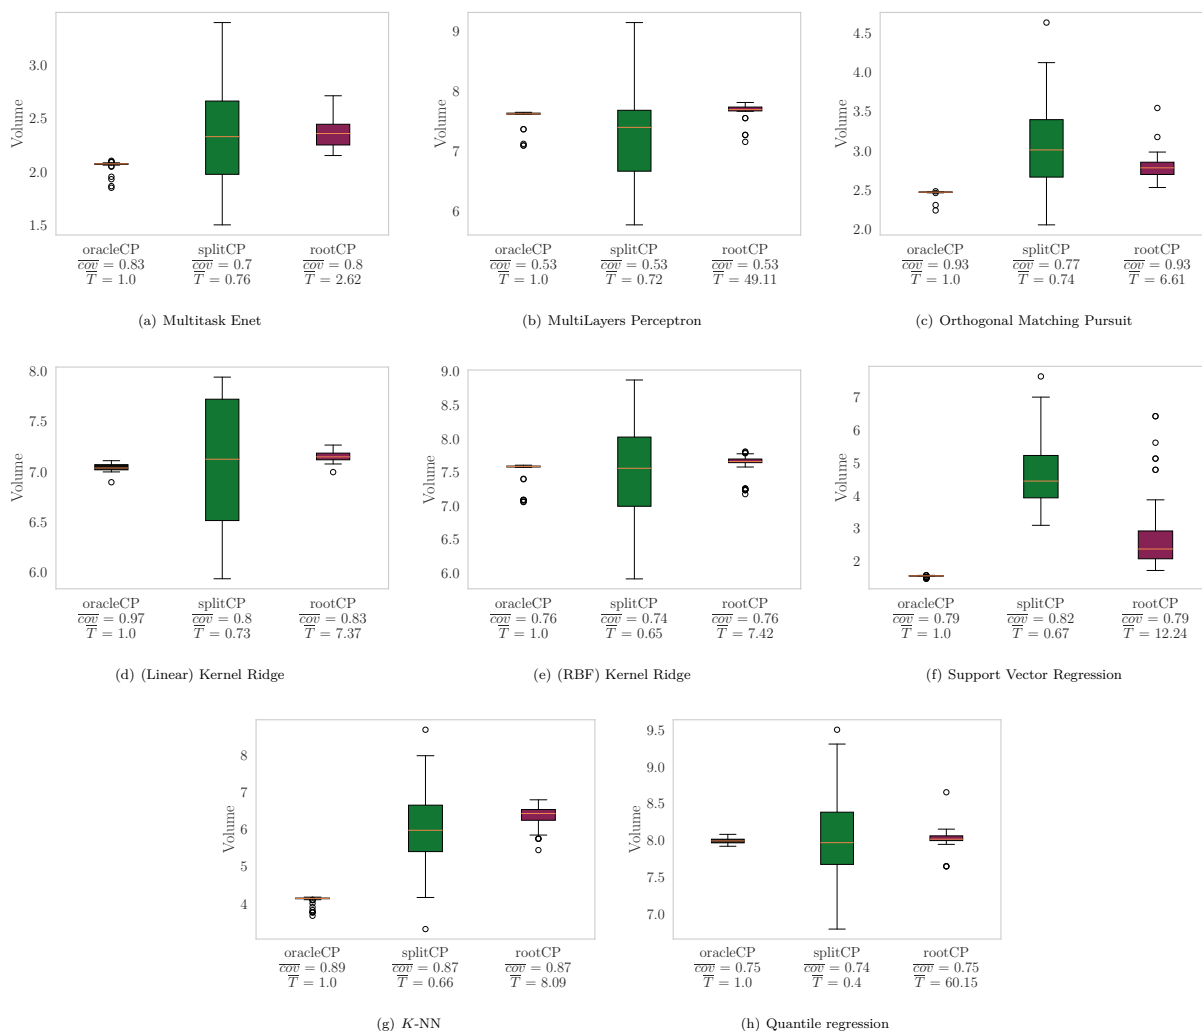 Volume
3.0
2.5
2.0
1.5
oracleCP
cov = 0.83
T = 1.0
splitCP
cov = 0.7
T = 0.76
rootCP
cov = 0.8
T = 2.62
(a) Multitask Enet
Volume
9
8
7
6
oracleCP
cov = 0.53
T = 1.0
splitCP
cov = 0.53
T = 0.72
rootCP
cov = 0.53
T = 49.11
(b) MultiLayers Perceptron
Volume
4.5
4.0
3.5
3.0
2.5
2.0
oracleCP
cov = 0.93
T = 1.0
splitCP
cov = 0.77
T = 0.74
rootCP
cov = 0.93
T = 6.61
(c) Orthogonal Matching Pursuit
Volume
8.0
7.5
7.0
6.5
6.0
oracleCP
cov = 0.97
T = 1.0
splitCP
cov = 0.8
T = 0.73
rootCP
cov = 0.83
T = 7.37
(d) (Linear) Kernel Ridge
Volume
9.0
8.5
8.0
7.5
7.0
6.5
6.0
oracleCP
cov = 0.76
T = 1.0
splitCP
cov = 0.74
T = 0.65
rootCP
cov = 0.76
T = 7.42
(e) (RBF) Kernel Ridge
Volume
7
6
5
4
3
2
oracleCP
cov = 0.79
T = 1.0
splitCP
cov = 0.82
T = 0.67
rootCP
cov = 0.79
T = 12.24
(f) Support Vector Regression
Volume
8
7
6
5
4
oracleCP
cov = 0.89
T = 1.0
splitCP
cov = 0.87
T = 0.66
rootCP
cov = 0.87
T = 8.09
(g) K-NN
Volume
9.5
9.0
8.5
8.0
7.5
7.0
oracleCP
cov = 0.75
T = 1.0
splitCP
cov = 0.74
T = 0.4
rootCP
cov = 0.75
T = 60.15
(h) Quantile regression